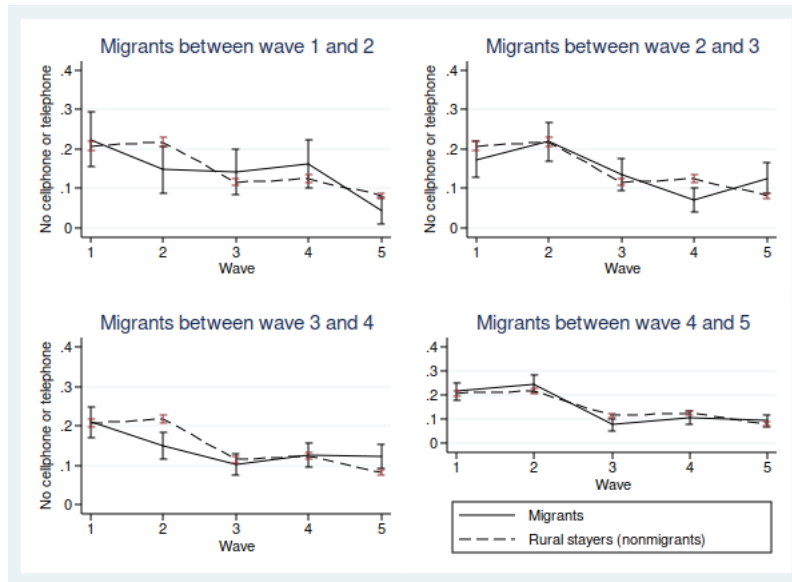 Migrants between wave 1 and 2
No cellphone or telephone
.4
.3
.2
.1
0
1 2 3 4 5
Wave
Migrants between wave 2 and 3
No cellphone or telephone
.4
.3
.2
.1
0
1 2 3 4 5
Wave
Migrants between wave 3 and 4
No cellphone or telephone
.4
.3
.2
.1
0
1 2 3 4 5
Wave
Migrants between wave 4 and 5
.4
.3
.2
.1
0
1 2 3 4 5
Wave
Migrants
Rural stayers (nonmigrants)